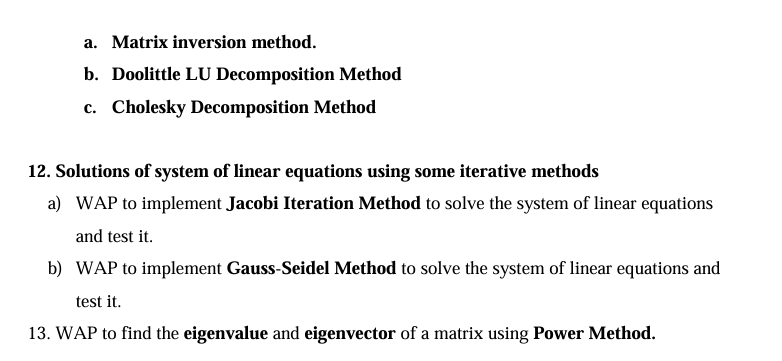 a. Matrix inversion method.
b. Doolittle LU Decomposition Method
c. Cholesky Decomposition Method
12. Solutions of system of linear equations using some iterative methods
a) WAP to implement Jacobi Iteration Method to solve the system of linear equations
and test it.
b) WAP to implement Gauss-Seidel Method to solve the system of linear equations and
test it.
13. WAP to find the eigenvalue and eigenvector of a matrix using Power Method.